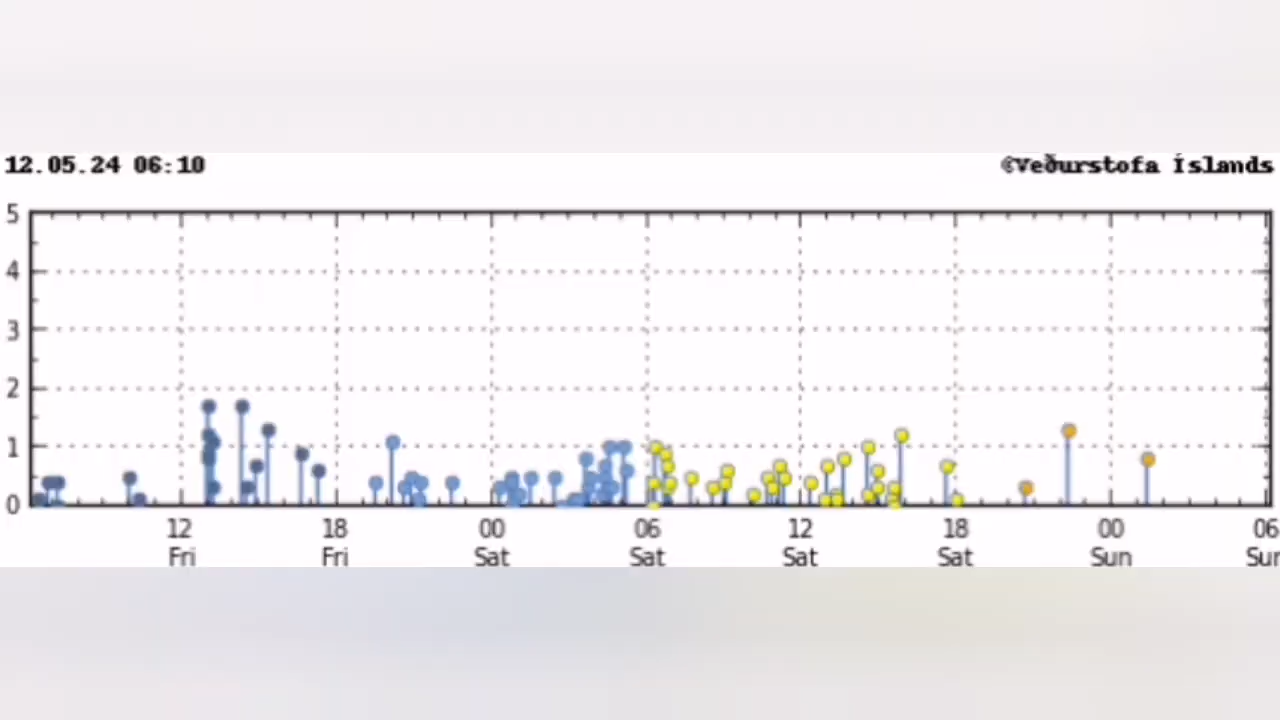 12.05.24 06:10 ©Veðurstofa Íslands
5
4
3
2
1
0
12 18 00 06 12 18 00 06
Fri Fri Sat Sat Sat Sat Sun Sun